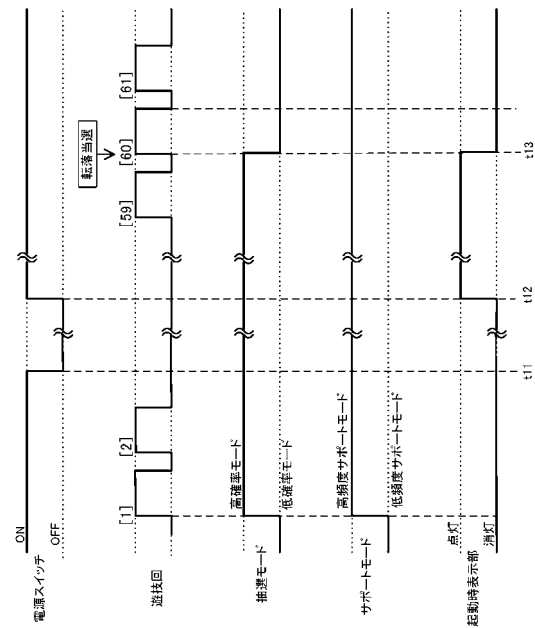 電源スイッチ
ON
OFF
遊技回
[1]
[2]
[59]
[60]
[61]
転落当選
抽選モード
高確率モード
低確率モード
サポートモード
高頻度サポートモード
低頻度サポートモード
起動時表示部
点灯
消灯
t11
t12
t13